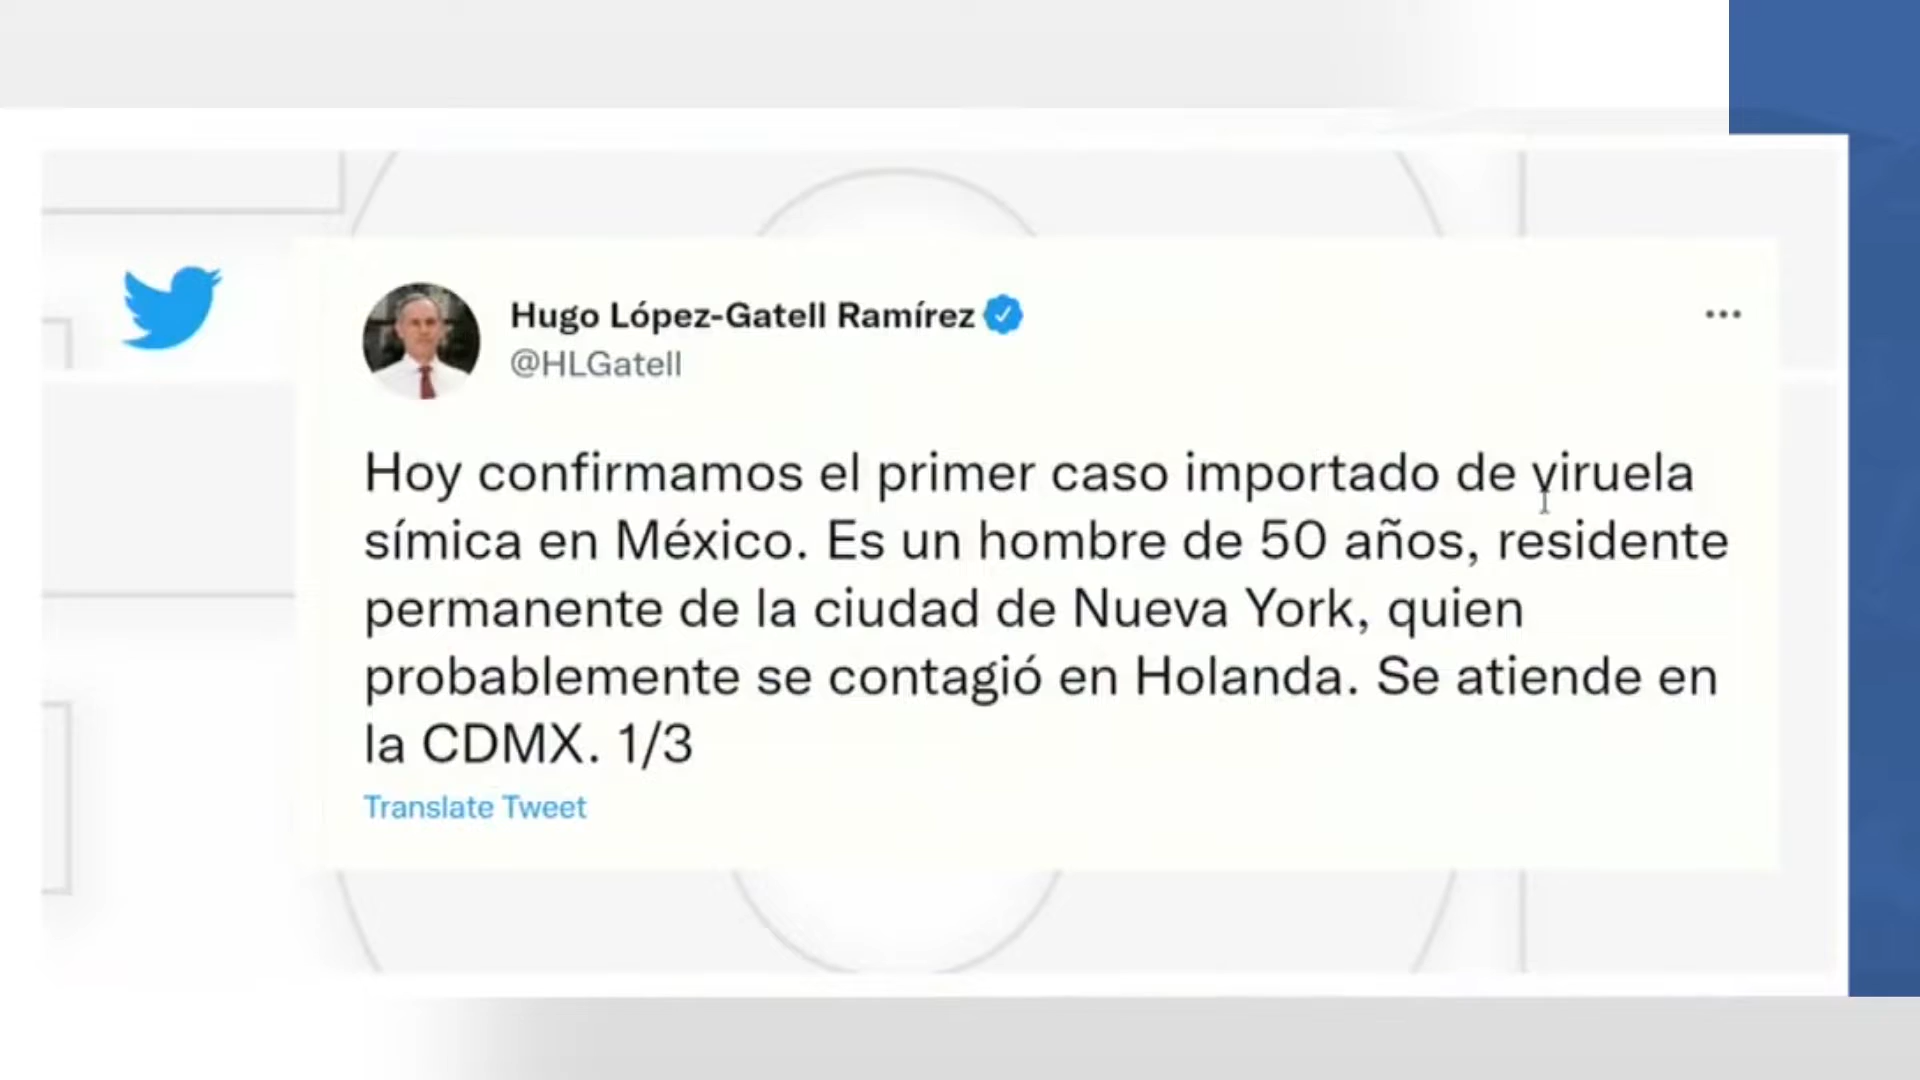 Hugo López-Gatell Ramírez
@HLGatell
Hoy confirmamos el primer caso importado de viruela
símica en México. Es un hombre de 50 años, residente
permanente de la ciudad de Nueva York, quien
probablemente se contagió en Holanda. Se atiende en
la CDMX. 1/3
Translate Tweet